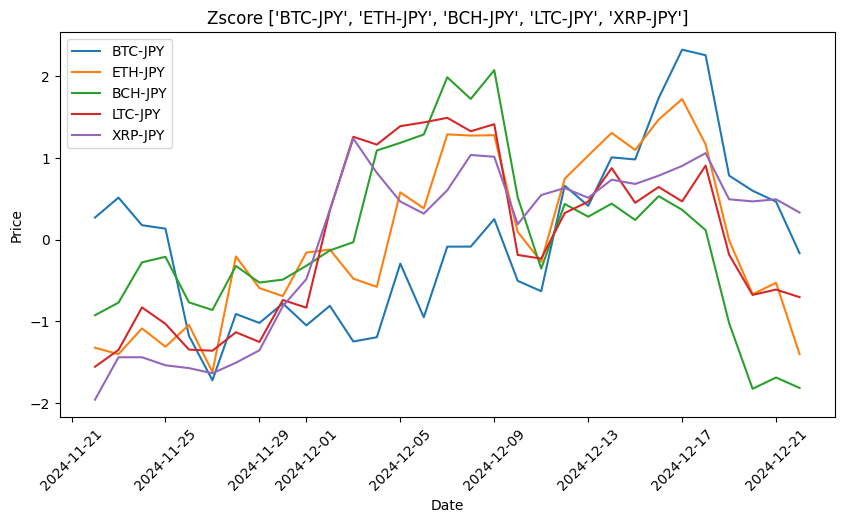 Zscore ['BTC-JPY', 'ETH-JPY', 'BCH-JPY', 'LTC-JPY', 'XRP-JPY']
BTC-JPY
ETH-JPY
BCH-JPY
LTC-JPY
XRP-JPY
Price
2
1
0
−1
−2
2024-11-21
2024-11-25
2024-11-29
2024-12-01
2024-12-05
2024-12-09
2024-12-13
2024-12-17
2024-12-21
Date